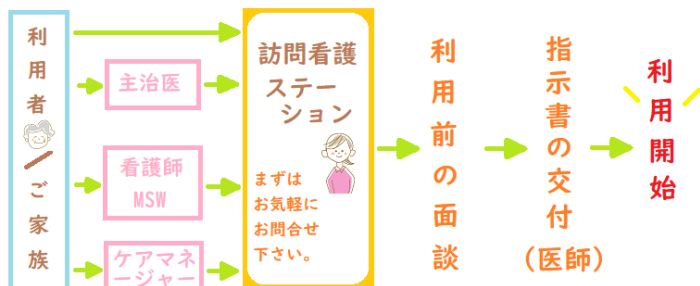 利用者／ご家族
主治医
看護師
MSW
ケアマネ
ージャー
訪問看護
ステー
ション
まずは
お気軽に
お問合せ
下さい。
利用前の面談
指示書の交付
（医師）
利用開始